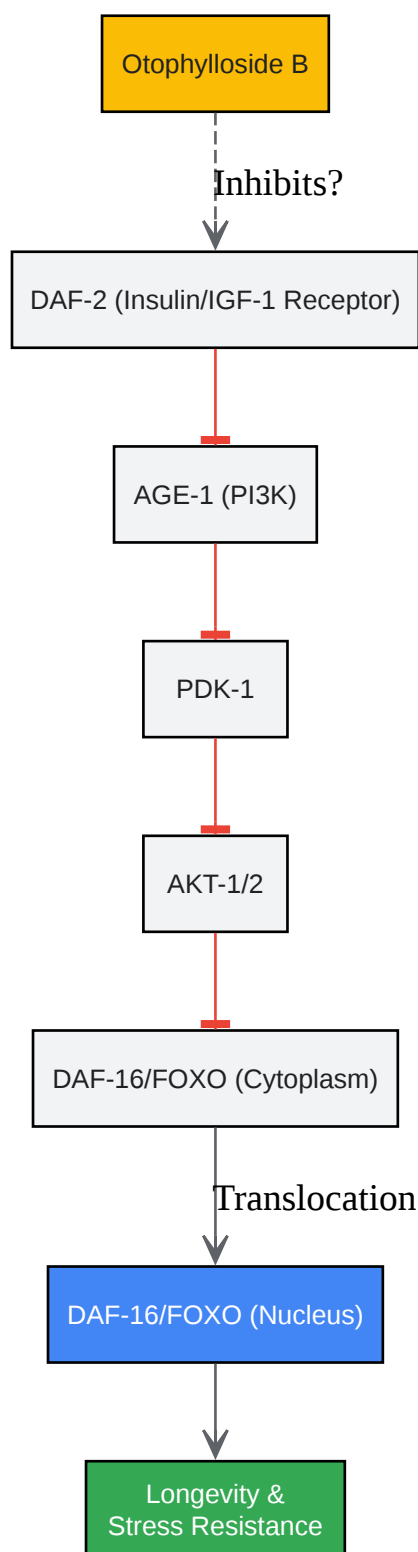 Otophylloside B
Inhibits?
DAF-2 (Insulin/IGF-1 Receptor)
AGE-1 (PI3K)
PDK-1
AKT-1/2
DAF-16/FOXO (Cytoplasm)
Translocation
DAF-16/FOXO (Nucleus)
Longevity &
Stress Resistance